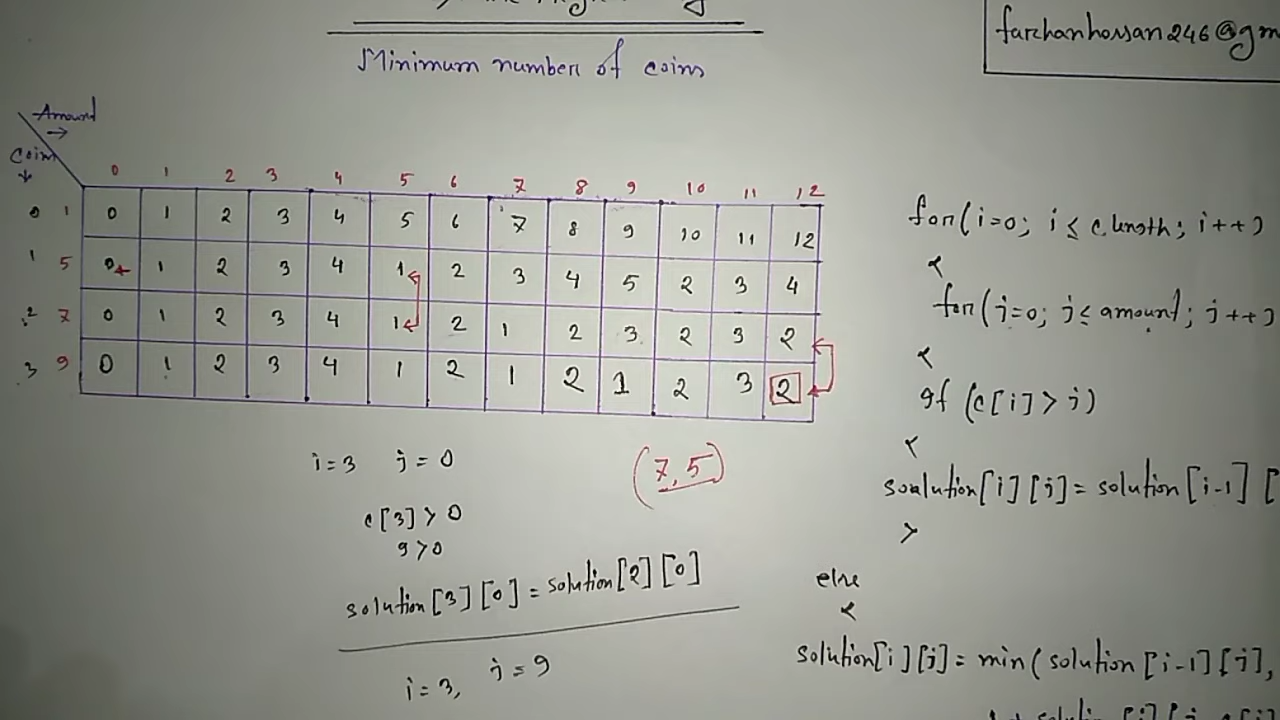 farhanhossan246@gm
Minimum number of coins
Amount
→
Coin
↓
0 1 2 3 4 5 6 7 8 9 10 11 12
0 1 0 1 2 3 4 5 6 7 8 9 10 11 12
1 5 0 1 2 3 4 1 2 3 4 5 2 3 4
2 7 0 1 2 3 4 1 2 1 2 3 2 3 2
3 9 0 1 2 3 4 1 2 1 2 1 2 3 2
i=3 j=0
(7,5)
c[3] > 0
9 > 0
solution[3][0] = solution[2][0]
i=3, j=9
for(i=0; i≤c.length; i++)
{
for(j=0; j≤amount; j++)
{
If (c[i]>j)
{
solution[i][j] = solution[i-1][
}
else
{
solution[i][j] = min(solution[i-1][j],